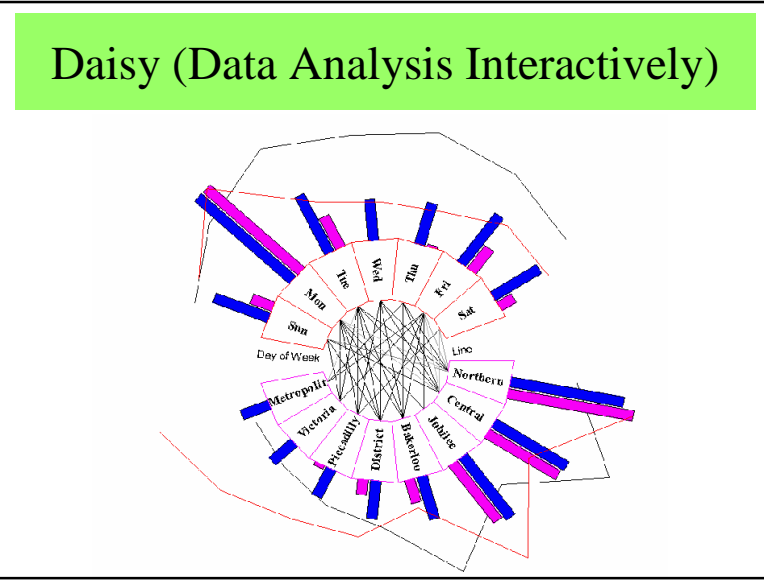 Daisy (Data Analysis Interactively)
Sun
Mon
Tue
Wed
Thu
Fri
Sat
Day of Week
Line
Northern
Central
Jubilee
Bakerlou
District
Piccadilly
Victoria
Metropolit